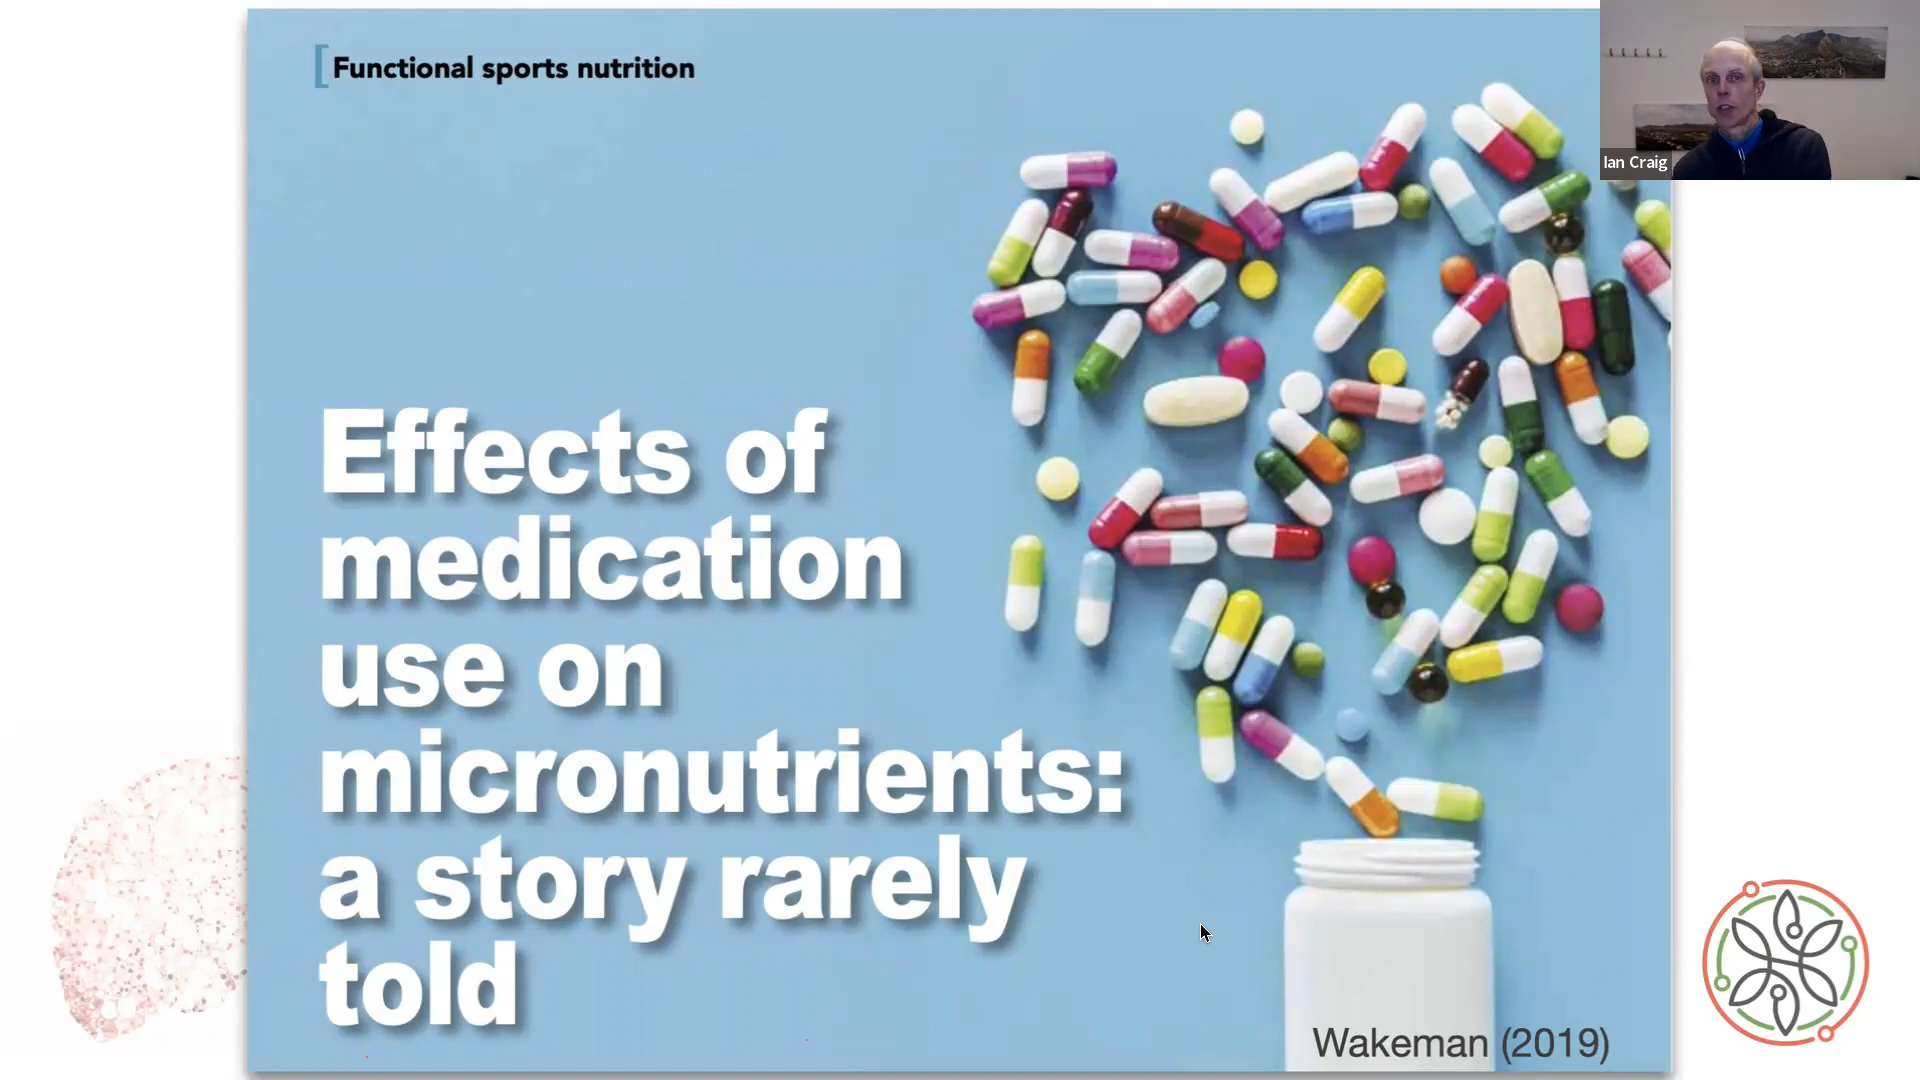 [ Functional sports nutrition
Ian Craig
Effects of
medication
use on
micronutrients:
a story rarely
told
Wakeman (2019)